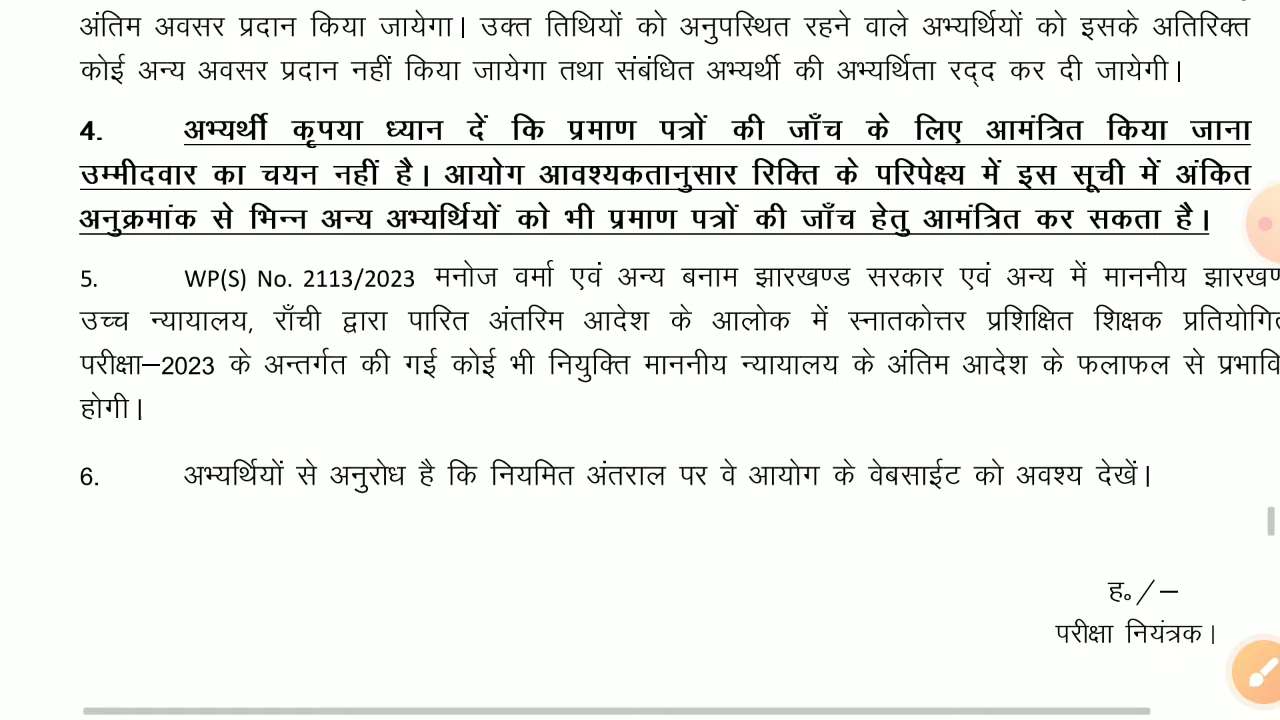 अंतिम अवसर प्रदान किया जायेगा। उक्त तिथियों को अनुपस्थित रहने वाले अभ्यर्थियों को इसके अतिरिक्त
कोई अन्य अवसर प्रदान नहीं किया जायेगा तथा संबंधित अभ्यर्थी की अभ्यर्थिता रद्द कर दी जायेगी।
4. अभ्यर्थी कृपया ध्यान दें कि प्रमाण पत्रों की जाँच के लिए आमंत्रित किया जाना
उम्मीदवार का चयन नहीं है। आयोग आवश्यकतानुसार रिक्ति के परिपेक्ष्य में इस सूची में अंकित
अनुक्रमांक से भिन्न अन्य अभ्यर्थियों को भी प्रमाण पत्रों की जाँच हेतु आमंत्रित कर सकता है।
5. WP(S) No. 2113/2023 मनोज वर्मा एवं अन्य बनाम झारखण्ड सरकार एवं अन्य में माननीय
उच्च न्यायालय, राँची द्वारा पारित अंतरिम आदेश के आलोक में स्नातकोत्तर प्रशिक्षित शिक्षक
परीक्षा–2023 के अन्तर्गत की गई कोई भी नियुक्ति माननीय न्यायालय के अंतिम आदेश के फलाफल से
होगी।
6. अभ्यर्थियों से अनुरोध है कि नियमित अंतराल पर वे आयोग के वेबसाईट को अवश्य देखें।
ह०/–
परीक्षा नियंत्रक।